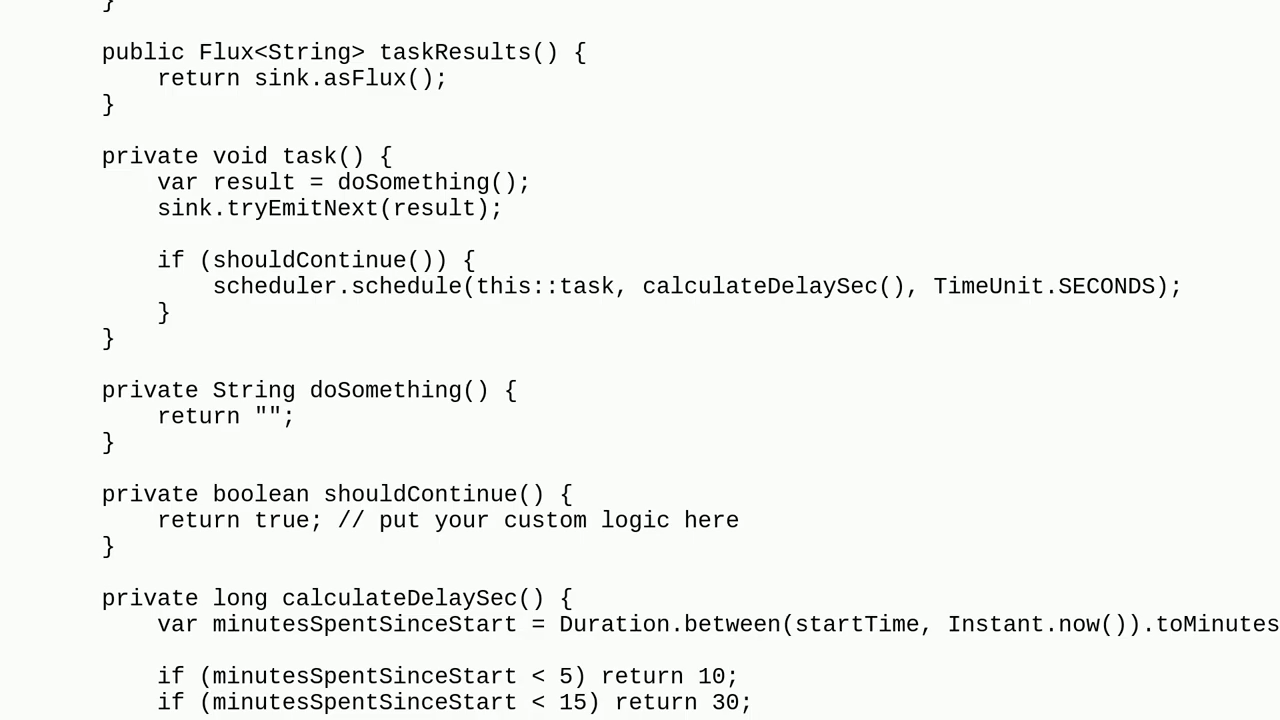 }
public Flux<String> taskResults() {
return sink.asFlux();
}
private void task() {
var result = doSomething();
sink.tryEmitNext(result);
if (shouldContinue()) {
scheduler.schedule(this::task, calculateDelaySec(), TimeUnit.SECONDS);
}
}
private String doSomething() {
return "";
}
private boolean shouldContinue() {
return true; // put your custom logic here
}
private long calculateDelaySec() {
var minutesSpentSinceStart = Duration.between(startTime, Instant.now()).toMinutes
if (minutesSpentSinceStart < 5) return 10;
if (minutesSpentSinceStart < 15) return 30;